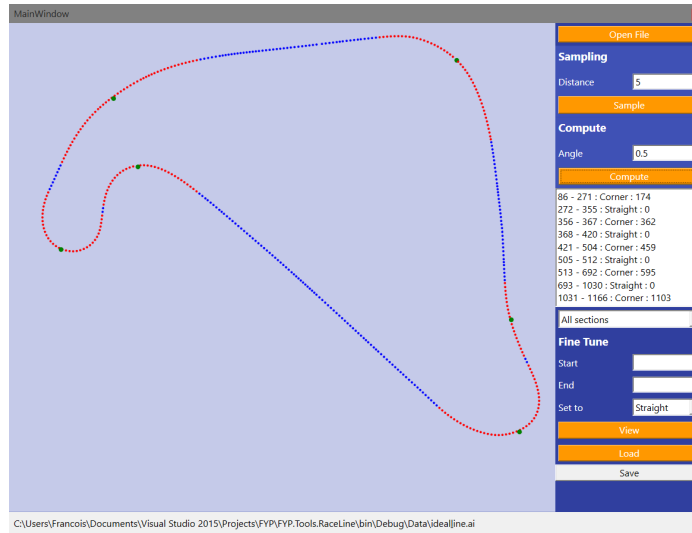 MainWindow
Open File
Sampling
Distance 5
Sample
Compute
Angle 0.5
Compute
86 - 271 : Corner : 174
272 - 355 : Straight : 0
356 - 367 : Corner : 362
368 - 420 : Straight : 0
421 - 504 : Corner : 459
505 - 512 : Straight : 0
513 - 692 : Corner : 595
693 - 1030 : Straight : 0
1031 - 1166 : Corner : 1103
All sections
Fine Tune
Start
End
Set to Straight
View
Load
Save
C:\Users\Francois\Documents\Visual Studio 2015\Projects\FYP\FYP.Tools.RaceLine\bin\Debug\Data\idealline.ai